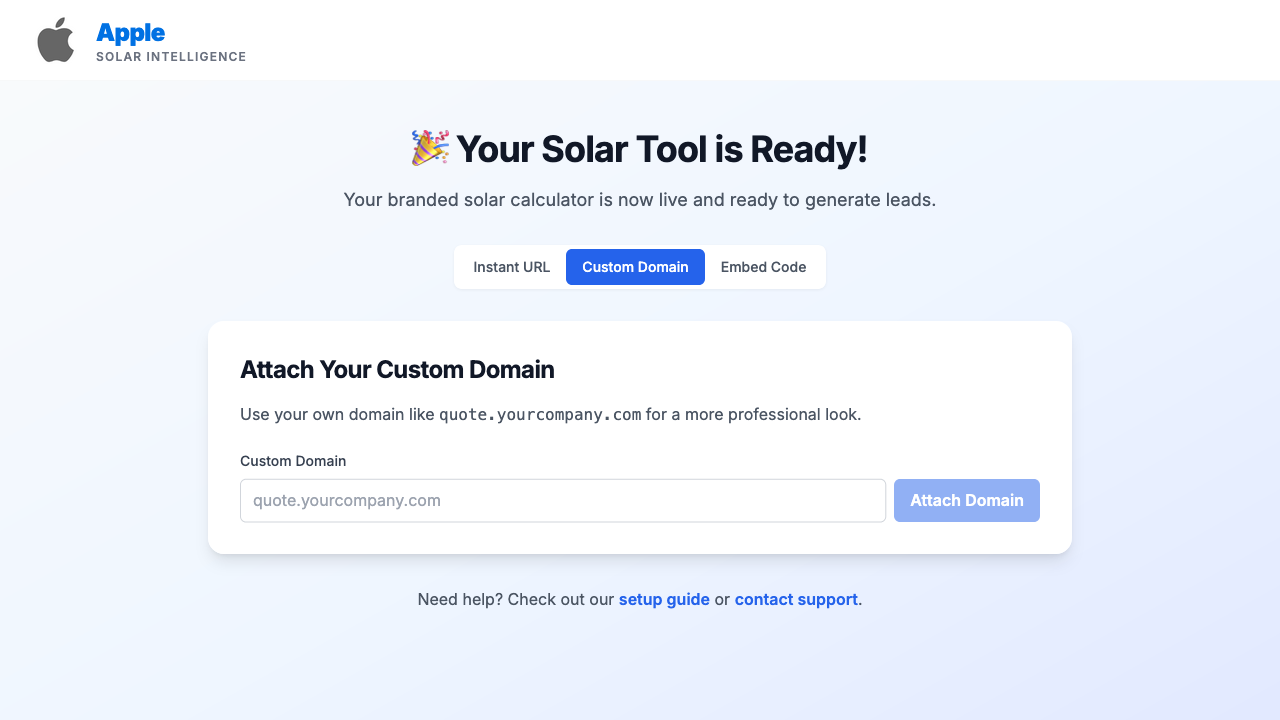 Apple
SOLAR INTELLIGENCE
🎉 Your Solar Tool is Ready!
Your branded solar calculator is now live and ready to generate leads.
Instant URL
Custom Domain
Embed Code
Attach Your Custom Domain
Use your own domain like quote.yourcompany.com for a more professional look.
Custom Domain
quote.yourcompany.com
Attach Domain
Need help? Check out our setup guide or contact support.